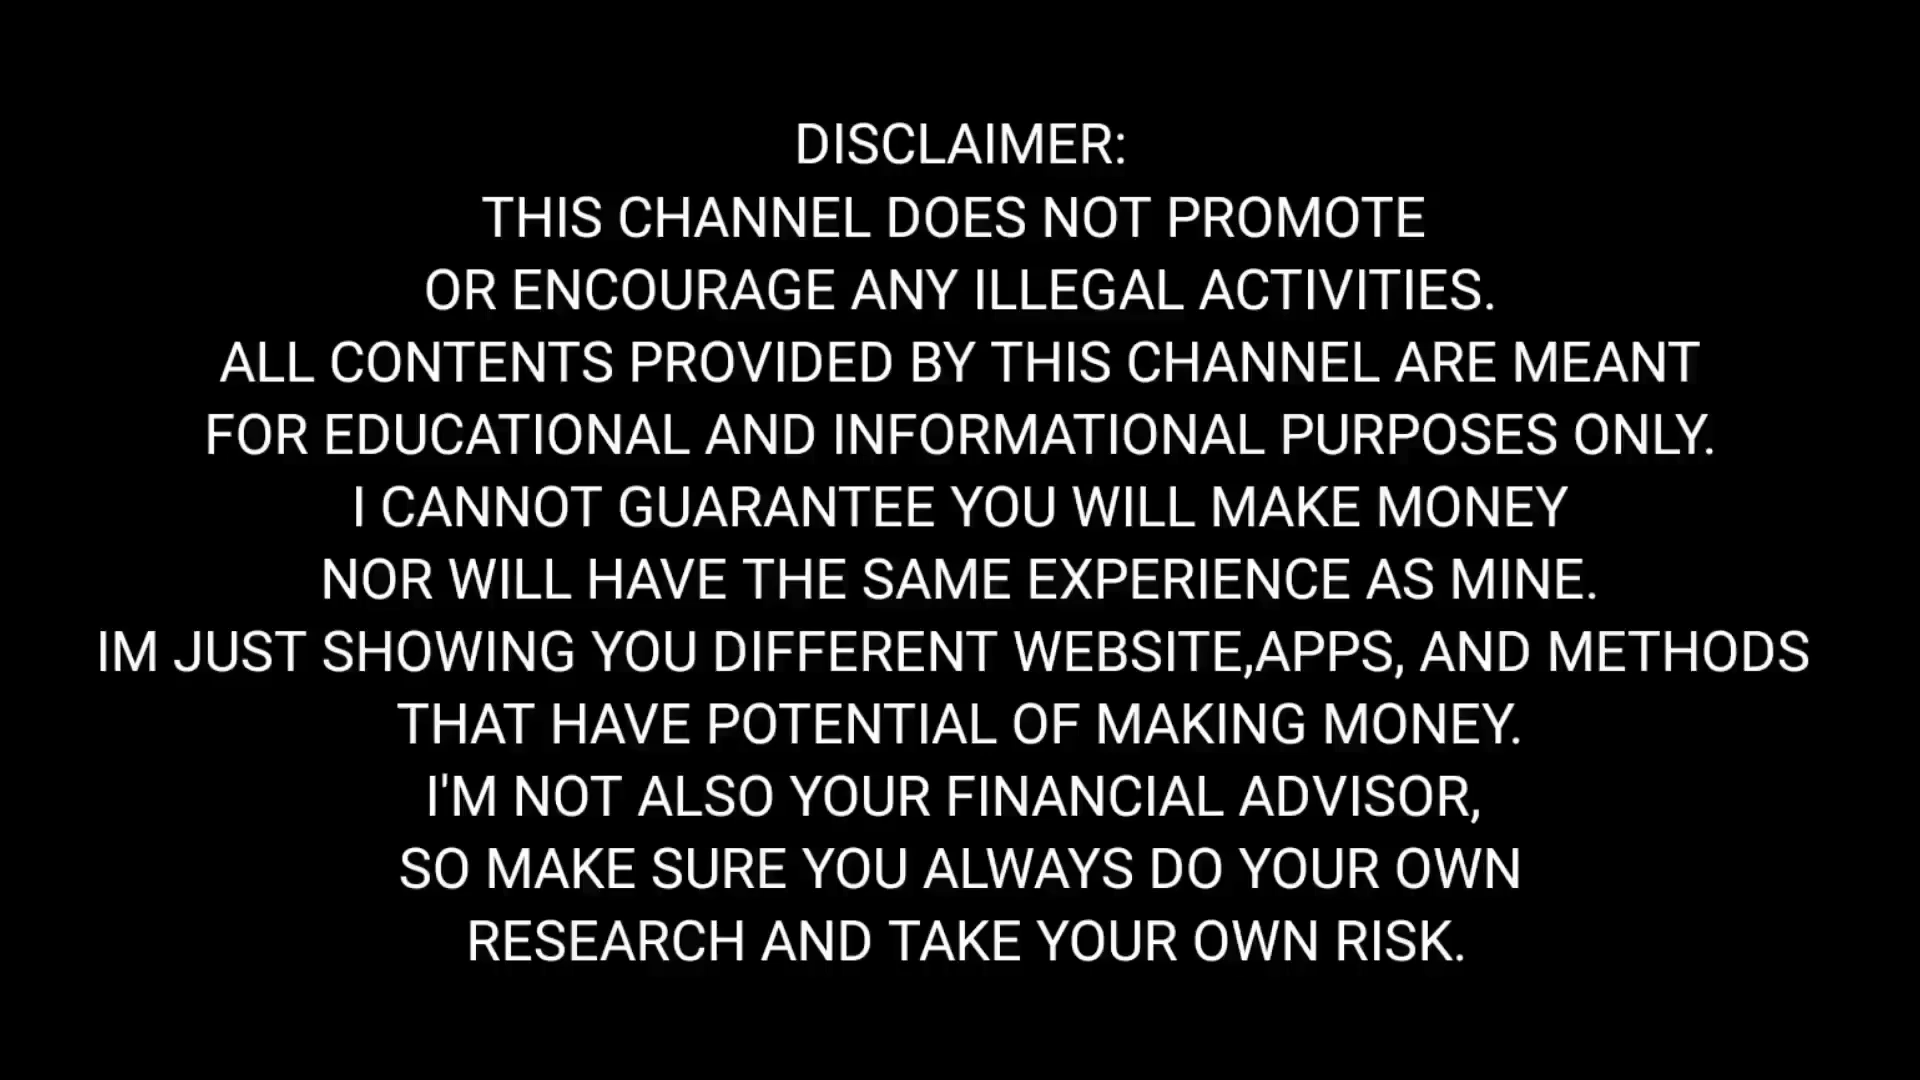 DISCLAIMER:
THIS CHANNEL DOES NOT PROMOTE
OR ENCOURAGE ANY ILLEGAL ACTIVITIES.
ALL CONTENTS PROVIDED BY THIS CHANNEL ARE MEANT
FOR EDUCATIONAL AND INFORMATIONAL PURPOSES ONLY.
I CANNOT GUARANTEE YOU WILL MAKE MONEY
NOR WILL HAVE THE SAME EXPERIENCE AS MINE.
IM JUST SHOWING YOU DIFFERENT WEBSITE,APPS, AND METHODS
THAT HAVE POTENTIAL OF MAKING MONEY.
I'M NOT ALSO YOUR FINANCIAL ADVISOR,
SO MAKE SURE YOU ALWAYS DO YOUR OWN
RESEARCH AND TAKE YOUR OWN RISK.